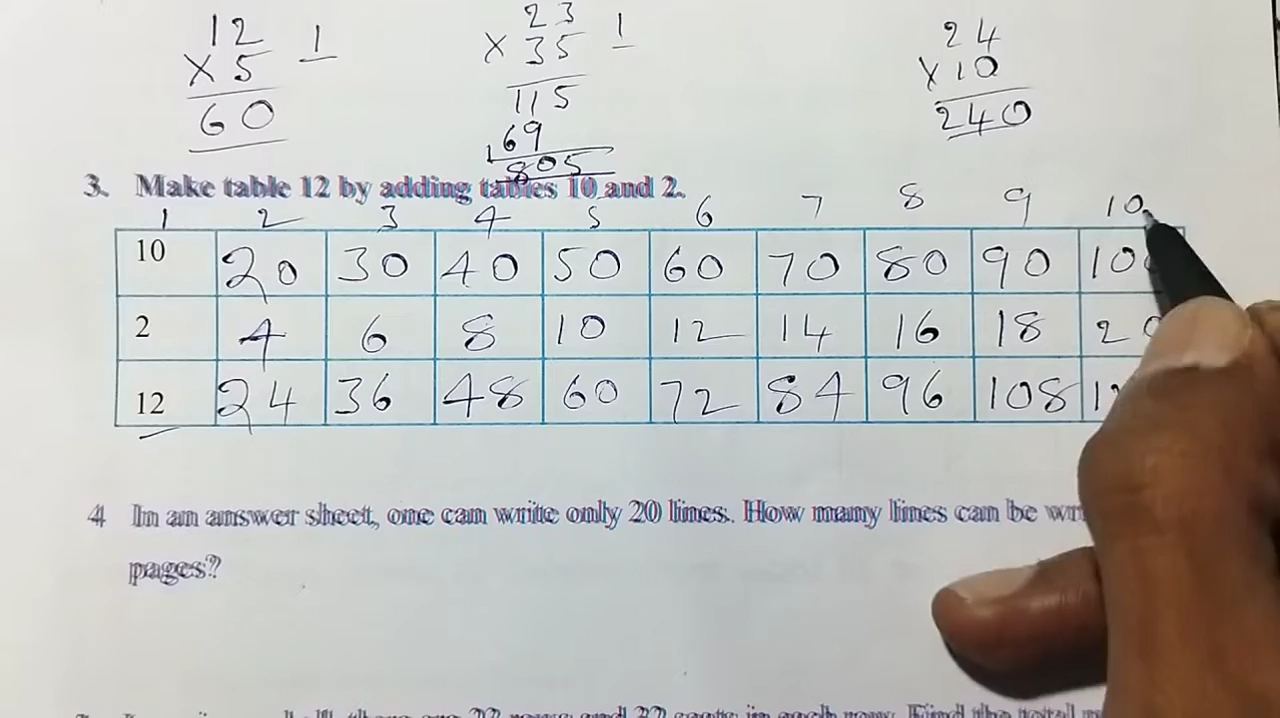 12
× 5 1
60
23
× 35 1
115
69
805
24
× 10
240
3. Make table 12 by adding tables 10 and 2.
1 2 3 4 5 6 7 8 9 10
10 20 30 40 50 60 70 80 90 10
2 4 6 8 10 12 14 16 18 20
12 24 36 48 60 72 84 96 108
4 In an answer sheet, one can write only 20 lines. How many lines can be
pages?